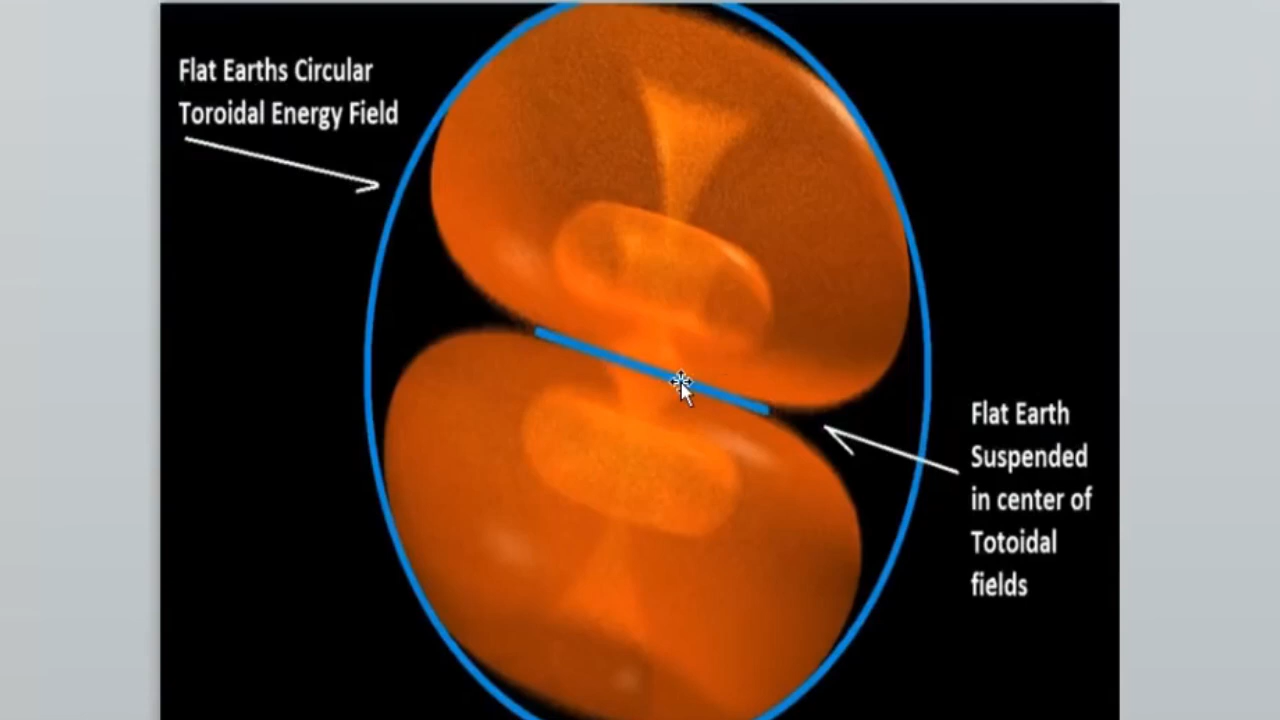 Flat Earths Circular
Toroidal Energy Field
Flat Earth
Suspended
in center of
Totoidal
fields